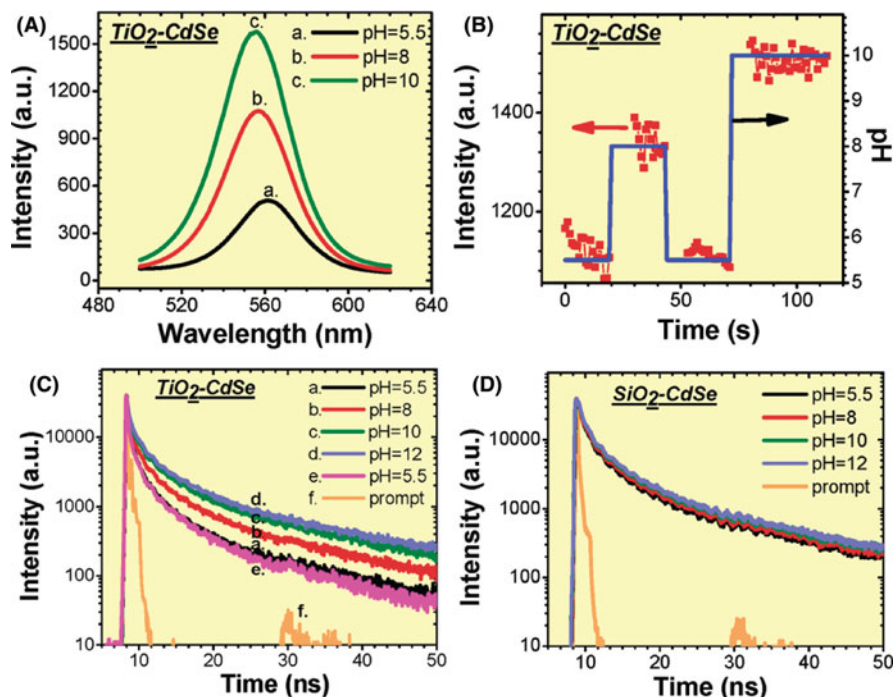 (A)
TiO2-CdSe
a. pH=5.5
b. pH=8
c. pH=10
c.
b.
a.
1500
1200
900
600
300
0
Intensity (a.u.)
480 520 560 600 640
Wavelength (nm)
(B)
TiO2-CdSe
1400
1200
Intensity (a.u.)
10
9
8
7
6
5
pH
0 50 100
Time (s)
(C)
TiO2-CdSe
a. pH=5.5
b. pH=8
c. pH=10
d. pH=12
e. pH=5.5
f. prompt
d.
c.
b
a.
e.
f.
10000
1000
100
10
Intensity (a.u.)
10 20 30 40 50
Time (ns)
(D)
SiO2-CdSe
pH=5.5
pH=8
pH=10
pH=12
prompt
10000
1000
100
10
Intensity (a.u.)
10 20 30 40 50
Time (ns)